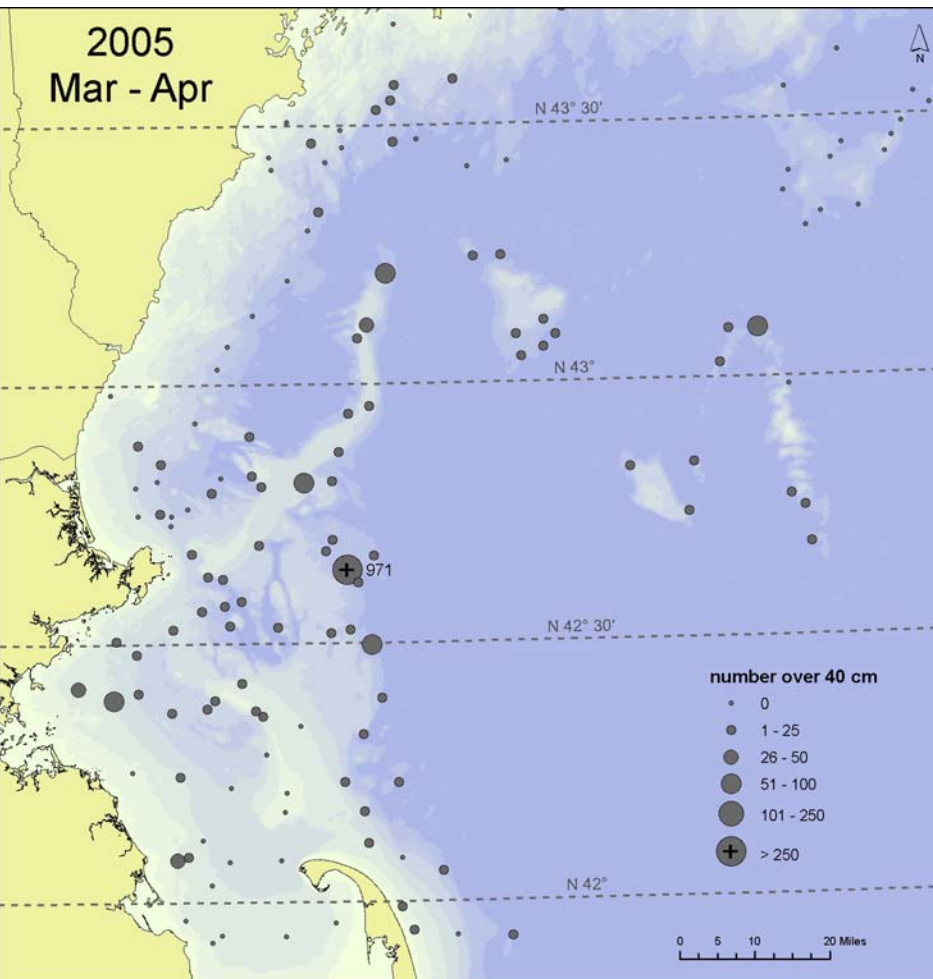 2005
Mar - Apr
N
N 43° 30'
N 43°
971
N 42° 30'
number over 40 cm
0
1 - 25
26 - 50
51 - 100
101 - 250
> 250
N 42°
0 5 10 20 Miles